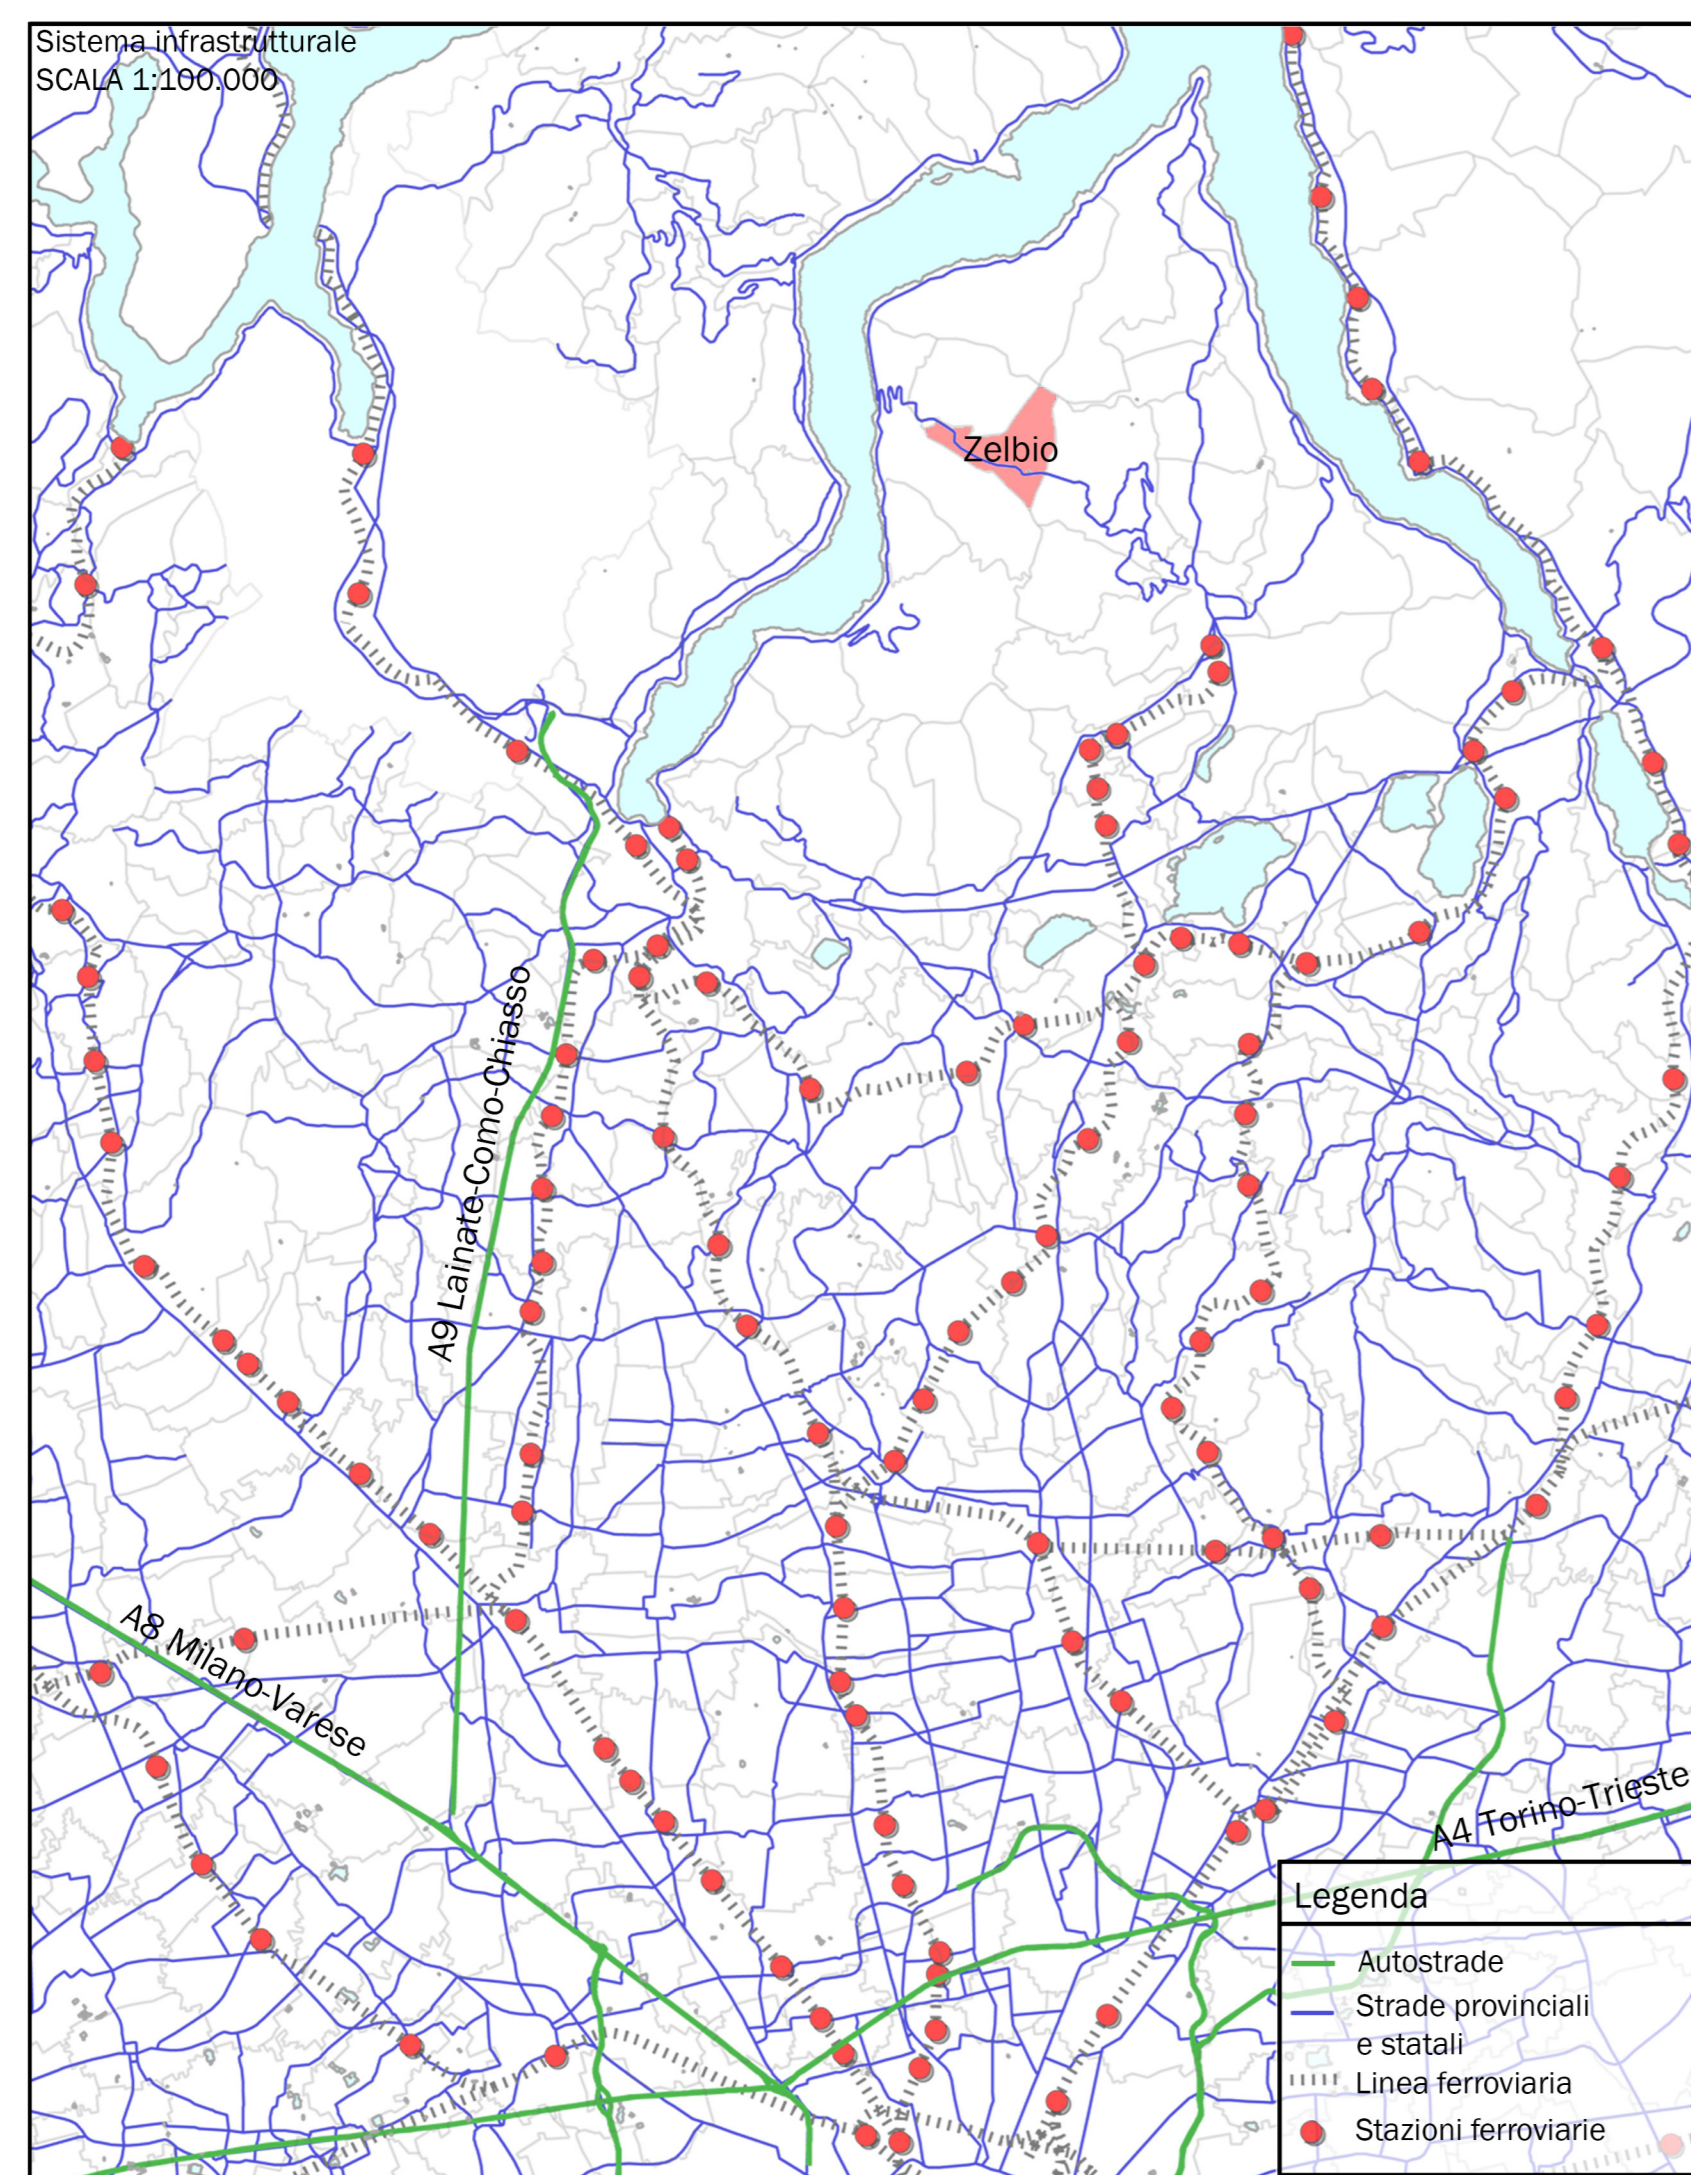 Sistema infrastrutturale
SCALA 1:100.000
Zelbio
A9 Lainate-Como-Chiasso
A8 Milano-Varese
A4 Torino-Trieste
Legenda
Autostrade
Strade provinciali
e statali
Linea ferroviaria
Stazioni ferroviarie